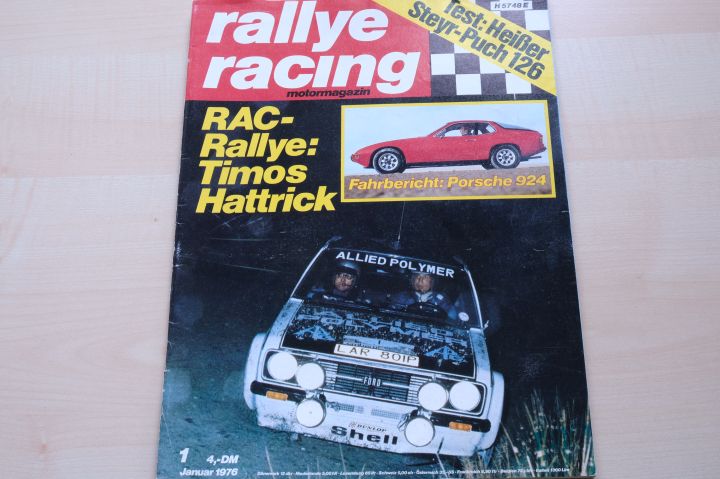 rallye
racing
motormagazin
H 5748 E
Test: Heißer
Steyr-Puch 126
RAC-
Rallye:
Timos
Hattrick
Fahrbericht: Porsche 924
ALLIED POLYMER
LAR 801P
FORD
DUNLOP
Shell
1
4,-DM
Januar 1976